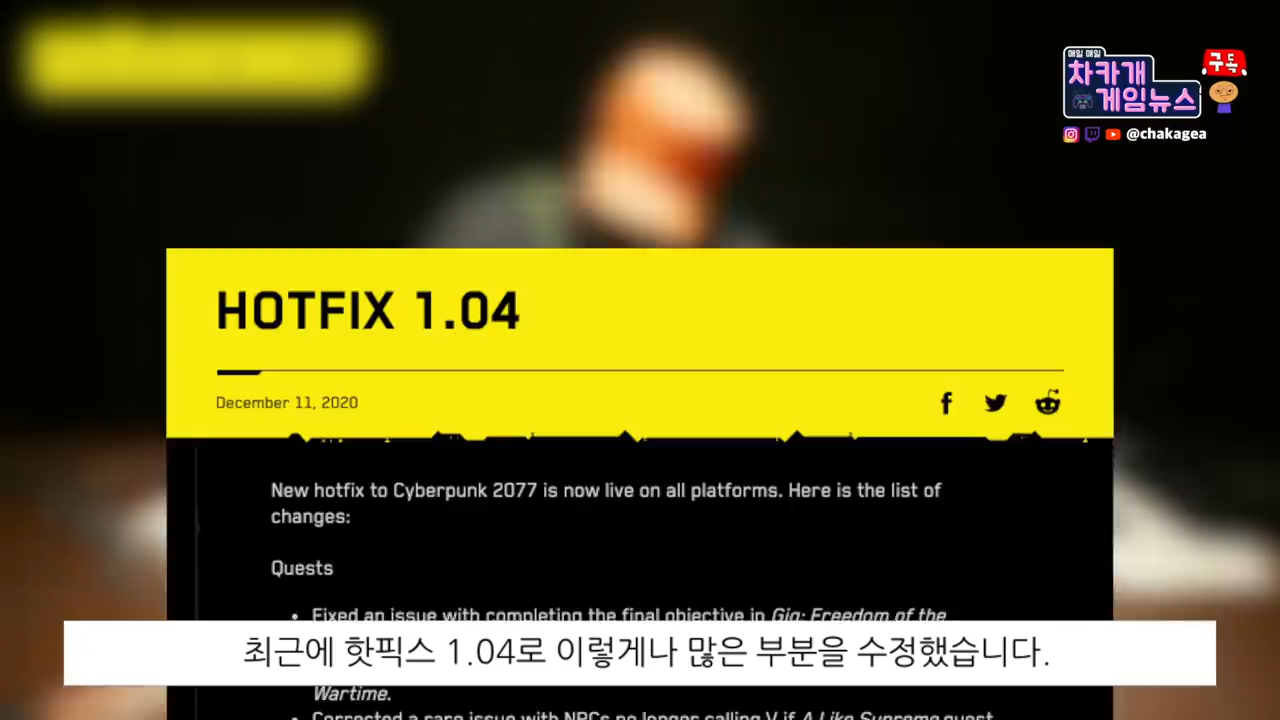 매일 매일
차카개
게임뉴스
구독
@chakagea
HOTFIX 1.04
December 11, 2020
New hotfix to Cyberpunk 2077 is now live on all platforms. Here is the list of
changes:
Quests
• Fixed an issue with completing the final objective in Gig: Freedom of the
최근에 핫픽스 1.04로 이렇게나 많은 부분을 수정했습니다.
Wartime.
• Corrected a rare issue with NPCs no longer calling V if A Like Supreme quest